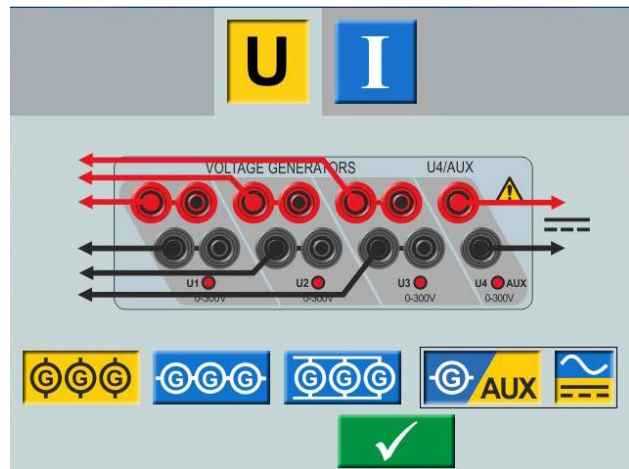 U I
VOLTAGE GENERATORS U4/AUX
U1 U2 U3 U4 AUX
0-300V 0-300V 0-300V 0-300V
G G G G G G G G G G AUX